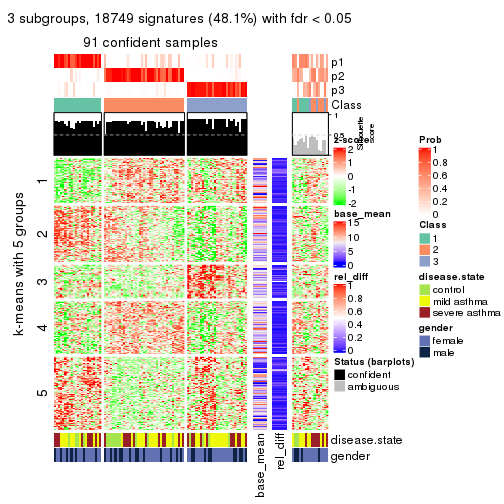 3 subgroups, 18749 signatures (48.1%) with fdr < 0.05
91 confident samples
p1
p2
p3
Class
1
0.5
Silhouette
score
k-means with 5 groups
1
2
3
4
5
z-score
2
1
0
-1
-2
base_mean
15
10
5
0
rel_diff
1
0.8
0.6
0.4
0.2
0
Status (barplots)
confident
ambiguous
Prob
1
0.8
0.6
0.4
0.2
0
Class
1
2
3
disease.state
control
mild asthma
severe asthma
gender
female
male
disease.state
gender
base_mean
rel_diff